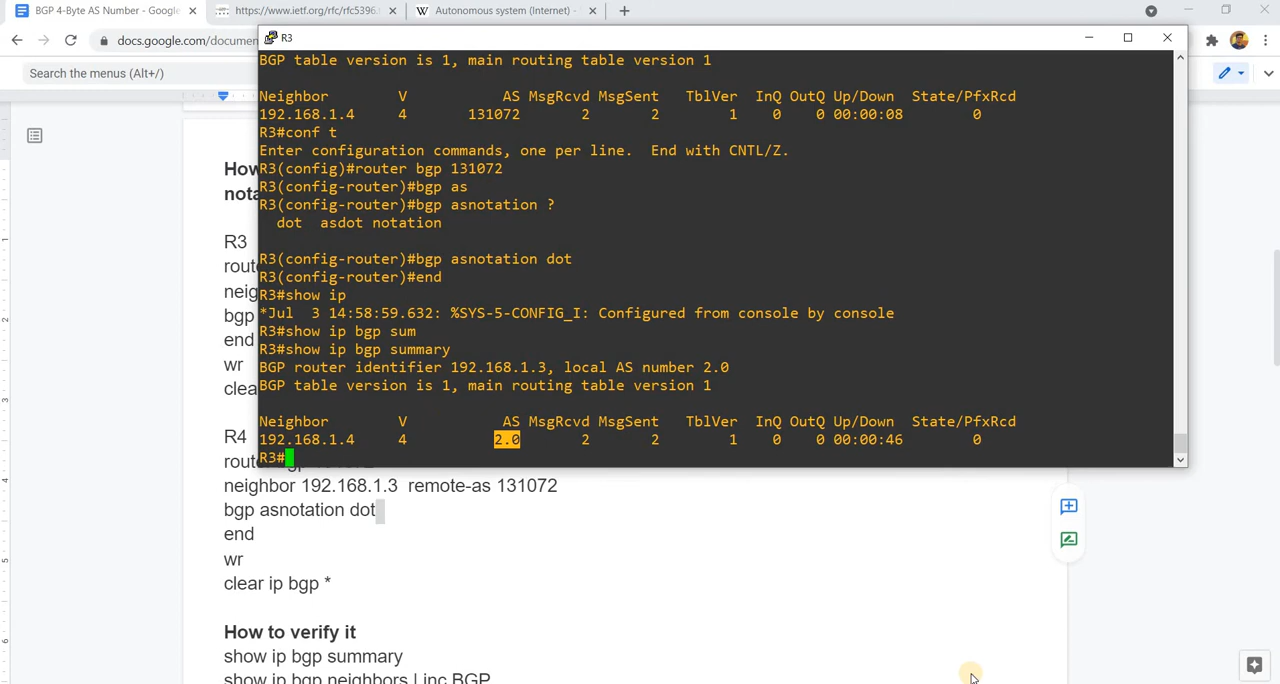 BGP 4-Byte AS Number - Google
https://www.ietf.org/rfc/rfc5396.
Autonomous system (Internet) -
docs.google.com/documen
Search the menus (Alt+/)
R3
BGP table version is 1, main routing table version 1
Neighbor V AS MsgRcvd MsgSent TblVer InQ OutQ Up/Down State/PfxRcd
192.168.1.4 4 131072 2 2 1 0 0 00:00:08 0
R3#conf t
Enter configuration commands, one per line. End with CNTL/Z.
R3(config)#router bgp 131072
R3(config-router)#bgp as
R3(config-router)#bgp asnotation ?
dot asdot notation
R3(config-router)#bgp asnotation dot
R3(config-router)#end
R3#show ip
*Jul 3 14:58:59.632: %SYS-5-CONFIG_I: Configured from console by console
R3#show ip bgp sum
R3#show ip bgp summary
BGP router identifier 192.168.1.3, local AS number 2.0
BGP table version is 1, main routing table version 1
Neighbor V AS MsgRcvd MsgSent TblVer InQ OutQ Up/Down State/PfxRcd
192.168.1.4 4 2.0 2 2 1 0 0 00:00:46 0
R3#
How
nota
R3
route
neig
bgp
end
wr
clea
R4
neighbor 192.168.1.3 remote-as 131072
bgp asnotation dot
end
wr
clear ip bgp *
How to verify it
show ip bgp summary
show ip bgp neighbors | inc BGP